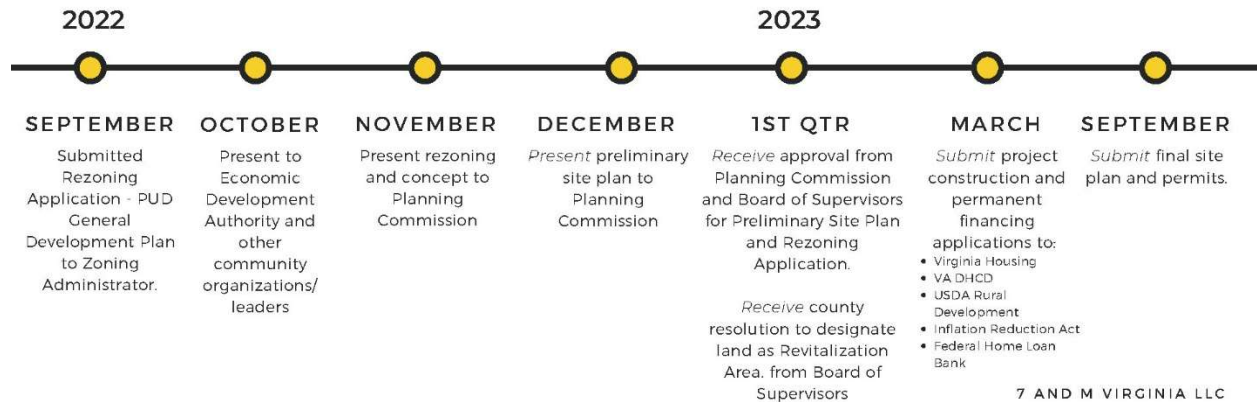 2022
2023
SEPTEMBER
Submitted
Rezoning
Application - PUD
General
Development Plan
to Zoning
Administrator.
OCTOBER
Present to
Economic
Development
Authority and
other
community
organizations/
leaders
NOVEMBER
Present rezoning
and concept to
Planning
Commission
DECEMBER
Present preliminary
site plan to
Planning
Commission
1ST QTR
Receive approval from
Planning Commission
and Board of Supervisors
for Preliminary Site Plan
and Rezoning
Application.
Receive county
resolution to designate
land as Revitalization
Area, from Board of
Supervisors
MARCH
Submit project
construction and
permanent
financing
applications to:
• Virginia Housing
• VA DHCD
• USDA Rural
Development
• Inflation Reduction Act
• Federal Home Loan
Bank
SEPTEMBER
Submit final site
plan and permits.
7 AND M VIRGINIA LLC